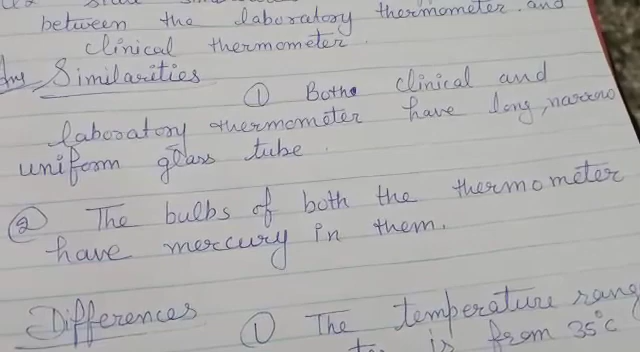 between the laboratory thermometer and
clinical thermometer.
Ans, Similarities
① Both clinical and
laboratory thermometer have long, narrow
uniform glass tube.
② The bulbs of both the thermometer
have mercury in them.
Differences
① The temperature rang
is from 35°C